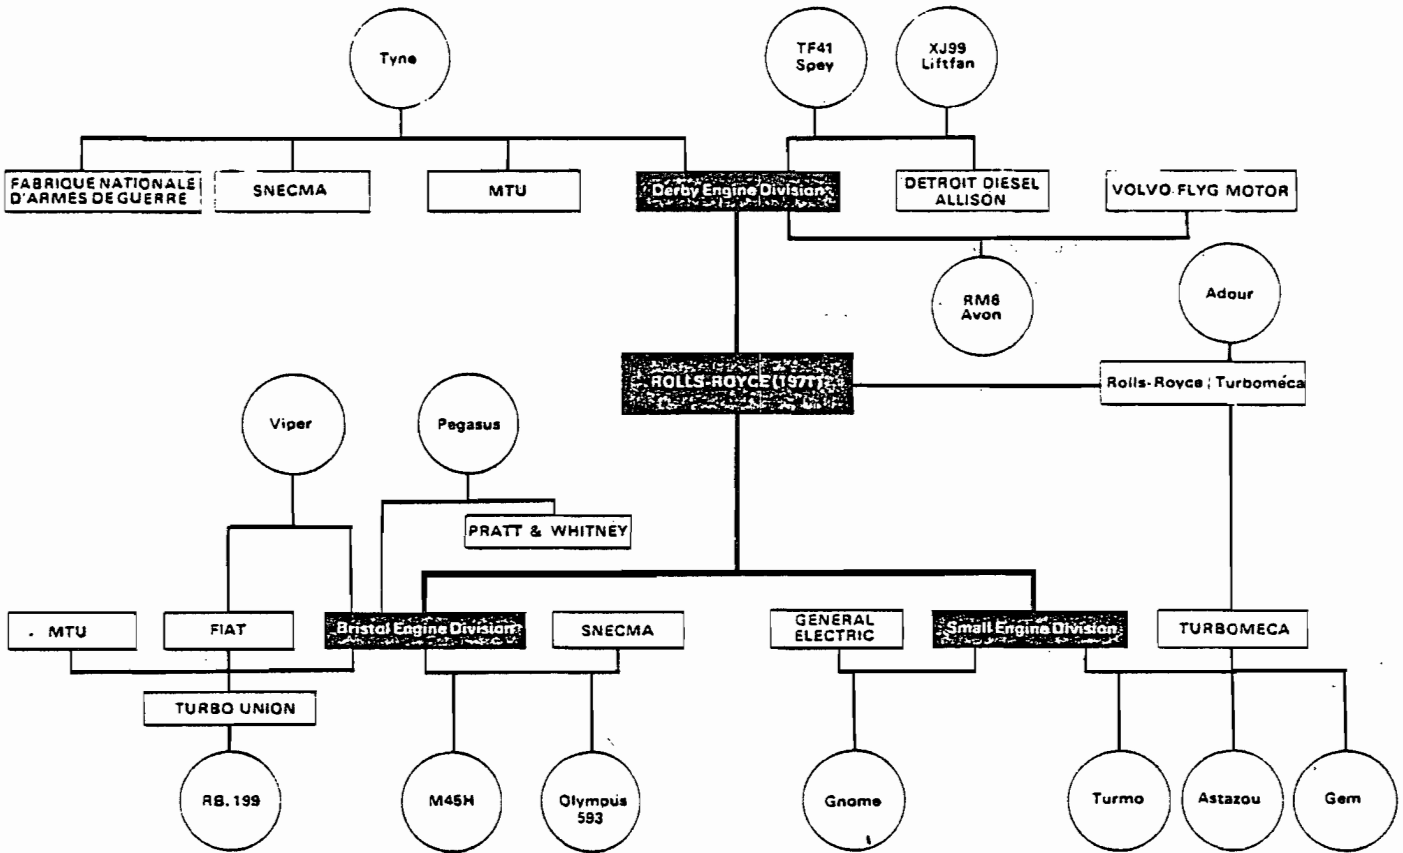 Tyne
TF41
Spey
XJ99
Liftfan
FABRIQUE NATIONALE
D'ARMES DE GUERRE
SNECMA
MTU
Derby Engine Division
DETROIT DIESEL
ALLISON
VOLVO FLYG MOTOR
RM6
Avon
Adour
ROLLS-ROYCE (1971)
Rolls-Royce / Turboméca
Viper
Pegasus
PRATT & WHITNEY
MTU
FIAT
Bristol Engine Division
SNECMA
GENERAL
ELECTRIC
Small Engine Division
TURBOMECA
TURBO UNION
RB.199
M45H
Olympus
593
Gnome
Turmo
Astazou
Gem